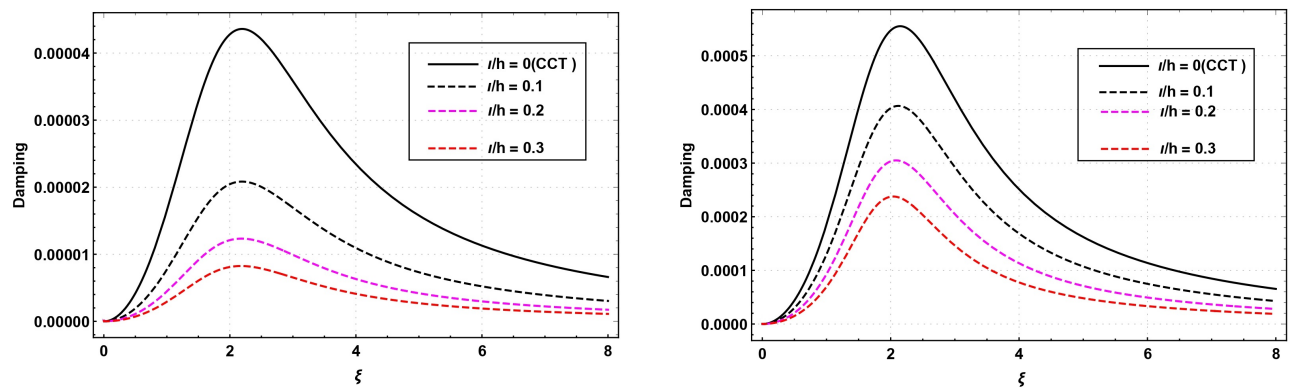 0.00004
0.00003
0.00002
0.00001
0.00000
Damping
0 2 4 6 8
ξ
ι/h = 0(CCT )
ι/h = 0.1
ι/h = 0.2
ι/h = 0.3
0.0005
0.0004
0.0003
0.0002
0.0001
0.0000
Damping
0 2 4 6 8
ξ
ι/h = 0(CCT )
ι/h = 0.1
ι/h = 0.2
ι/h = 0.3